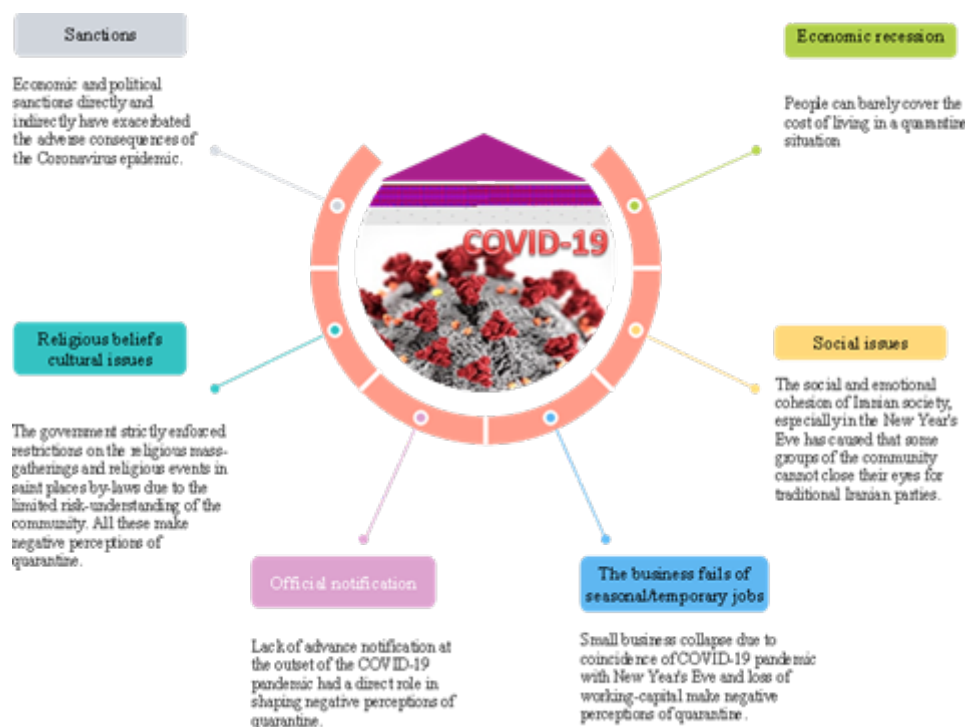 Sanctions
Economic and political
sanctions directly and
indirectly have exacerbated
the adverse consequences of
the Coronavirus epidemic.
Economic recession
People can barely cover the
cost of living in a quarantine
situation
COVID-19
Religious beliefs
cultural issues
The government strictly enforced
restrictions on the religious mass-
gatherings and religious events in
saint places by-laws due to the
limited risk-understanding of the
community. All these make
negative perceptions of
quarantine.
Social issues
The social and emotional
cohesion of Iranian society,
especially in the New Year's
Eve has caused that some
groups of the community
cannot close their eyes for
traditional Iranian parties.
Official notification
Lack of advance notification at
the outset of the COVID-19
pandemic had a direct role in
shaping negative perceptions of
quarantine.
The business fails of
seasonal/temporary jobs
Small business collapse due to
coincidence of COVID-19 pandemic
with New Year's Eve and loss of
working-capital make negative
perceptions of quarantine.